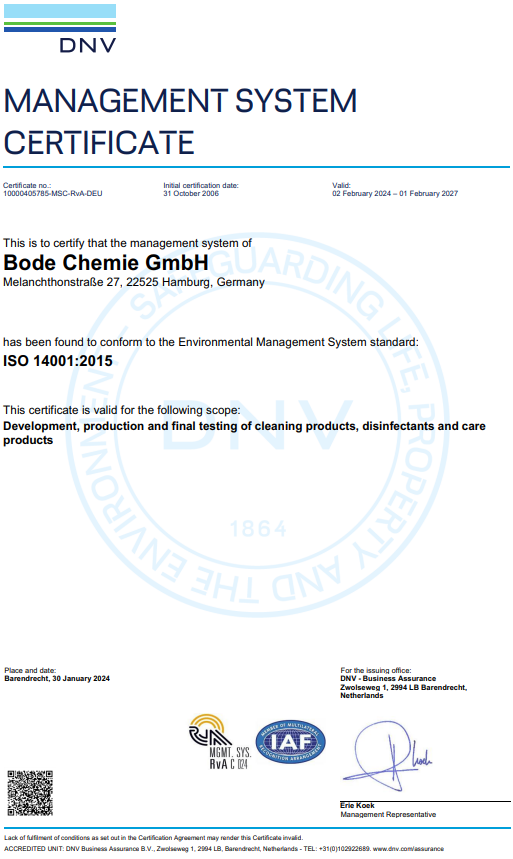 DNV
MANAGEMENT SYSTEM
CERTIFICATE
Certificate no.:
10000405785-MSC-RvA-DEU
Initial certification date:
31 October 2006
Valid:
02 February 2024 – 01 February 2027
This is to certify that the management system of
Bode Chemie GmbH
Melanchthonstraße 27, 22525 Hamburg, Germany
has been found to conform to the Environmental Management System standard:
ISO 14001:2015
This certificate is valid for the following scope:
Development, production and final testing of cleaning products, disinfectants and care
products
SAFEGUARDING LIFE, PROPERTY AND THE ENVIRONMENT
DNV
1864
Place and date:
Barendrecht, 30 January 2024
For the issuing office:
DNV - Business Assurance
Zwolseweg 1, 2994 LB Barendrecht,
Netherlands
RvA
MGMT. SYS.
RvA C 024
MEMBER OF MULTILATERAL
IAF
RECOGNITION ARRANGEMENT
Erie Koek
Management Representative
Lack of fulfilment of conditions as set out in the Certification Agreement may render this Certificate invalid.
ACCREDITED UNIT: DNV Business Assurance B.V., Zwolseweg 1, 2994 LB, Barendrecht, Netherlands - TEL: +31(0)102922689. www.dnv.com/assurance